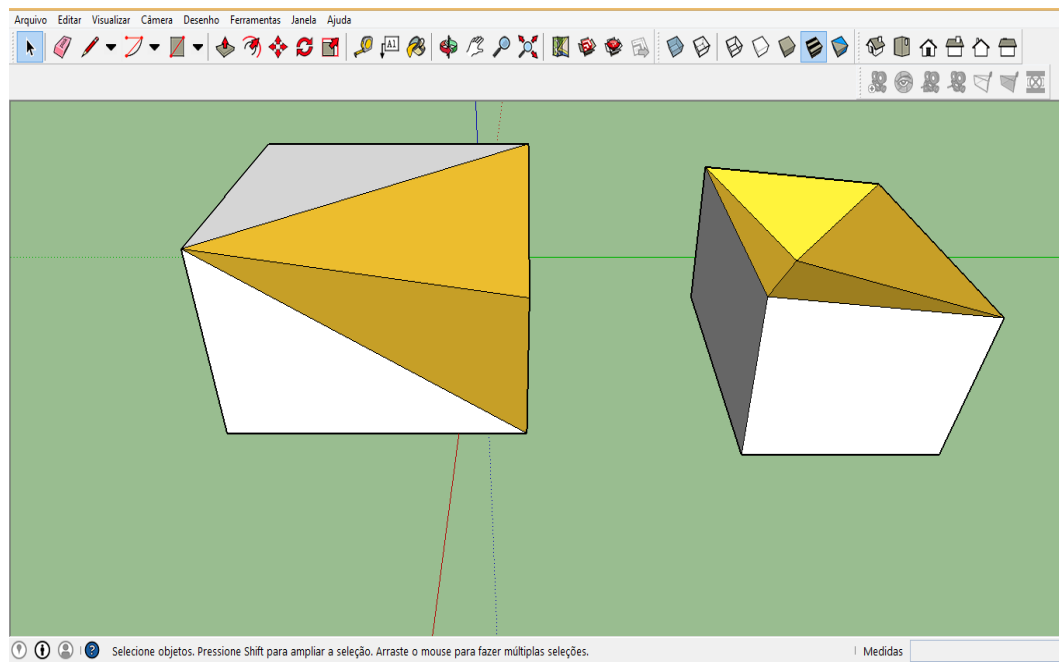 Arquivo Editar Visualizar Câmera Desenho Ferramentas Janela Ajuda
A1
Selecione objetos. Pressione Shift para ampliar a seleção. Arraste o mouse para fazer múltiplas seleções. Medidas